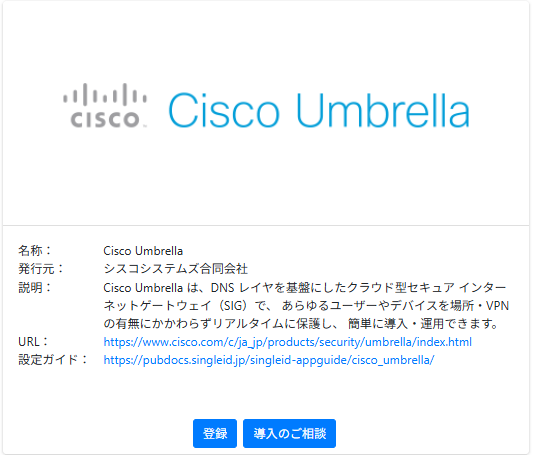 CISCO Cisco Umbrella
名称： Cisco Umbrella
発行元： シスコシステムズ合同会社
説明： Cisco Umbrella は、DNS レイヤを基盤にしたクラウド型セキュア インター
ネットゲートウェイ（SIG）で、 あらゆるユーザーやデバイスを場所・VPN
の有無にかかわらずリアルタイムに保護し、 簡単に導入・運用できます。
URL： https://www.cisco.com/c/ja_jp/products/security/umbrella/index.html
設定ガイド： https://pubdocs.singleid.jp/singleid-appguide/cisco_umbrella/
登録 導入のご相談